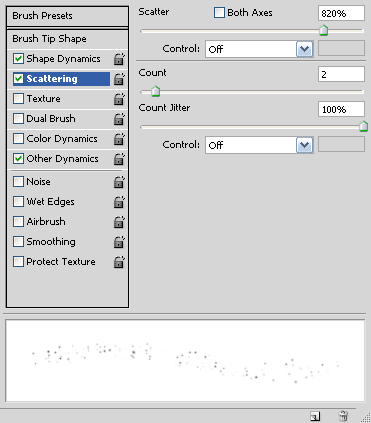 Brush Presets
Brush Tip Shape
Shape Dynamics
Scattering
Texture
Dual Brush
Color Dynamics
Other Dynamics
Noise
Wet Edges
Airbrush
Smoothing
Protect Texture
Scatter Both Axes 820%
Control: Off
Count 2
Count Jitter 100%
Control: Off